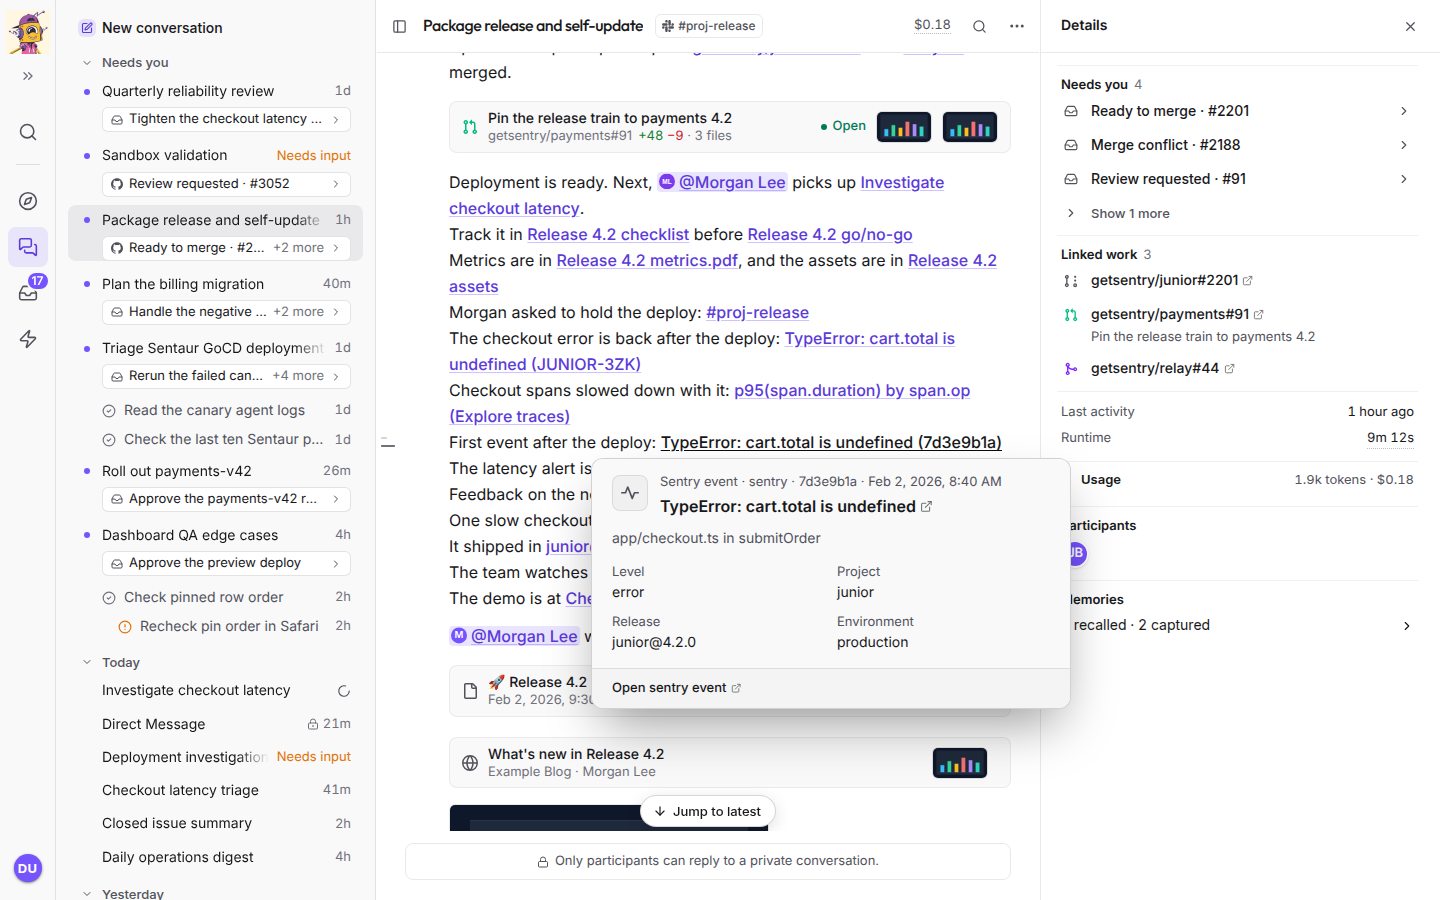 New conversation
Needs you
Quarterly reliability review 1d
Tighten the checkout latency ...
Sandbox validation Needs input
Review requested · #3052
Package release and self-update 1h
Ready to merge · #2... +2 more
Plan the billing migration 40m
Handle the negative ... +2 more
Triage Sentaur GoCD deployment 1d
Rerun the failed can... +4 more
Read the canary agent logs 1d
Check the last ten Sentaur p... 1d
Roll out payments-v42 26m
Approve the payments-v42 r...
Dashboard QA edge cases 4h
Approve the preview deploy
Check pinned row order 2h
Recheck pin order in Safari 2h
Today
Investigate checkout latency
Direct Message 21m
Deployment investigation Needs input
Checkout latency triage 41m
Closed issue summary 2h
Daily operations digest 4h
Yesterday
17
DU
Package release and self-update #proj-release $0.18
merged.
Pin the release train to payments 4.2
getsentry/payments#91 +48 −9 · 3 files
Open
Deployment is ready. Next, ML @Morgan Lee picks up Investigate
checkout latency.
Track it in Release 4.2 checklist before Release 4.2 go/no-go
Metrics are in Release 4.2 metrics.pdf, and the assets are in Release 4.2
assets
Morgan asked to hold the deploy: #proj-release
The checkout error is back after the deploy: TypeError: cart.total is
undefined (JUNIOR-3ZK)
Checkout spans slowed down with it: p95(span.duration) by span.op
(Explore traces)
First event after the deploy: TypeError: cart.total is undefined (7d3e9b1a)
The latency alert is
Feedback on the
One slow checkout
It shipped in junior
The team watches
The demo is at
M @Morgan Lee
🚀 Release 4.2
Feb 2, 2026, 9:30
What's new in Release 4.2
Example Blog · Morgan Lee
Jump to latest
Only participants can reply to a private conversation.
Sentry event · sentry · 7d3e9b1a · Feb 2, 2026, 8:40 AM
TypeError: cart.total is undefined
app/checkout.ts in submitOrder
Level Project
error junior
Release Environment
junior@4.2.0 production
Open sentry event
Details
Needs you 4
Ready to merge · #2201
Merge conflict · #2188
Review requested · #91
Show 1 more
Linked work 3
getsentry/junior#2201
getsentry/payments#91
Pin the release train to payments 4.2
getsentry/relay#44
Last activity 1 hour ago
Runtime 9m 12s
Usage 1.9k tokens · $0.18
articipants
JB
emories
recalled · 2 captured